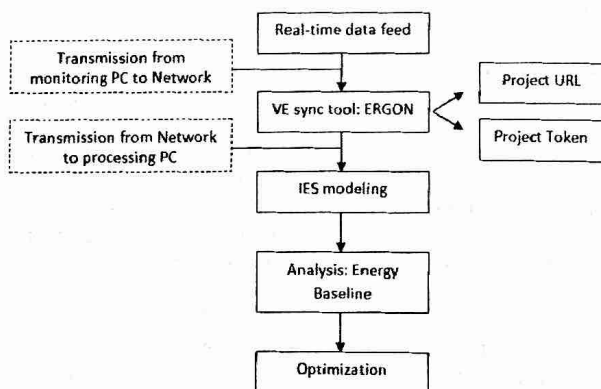 Real-time data feed
Transmission from
monitoring PC to Network
Project URL
VE sync tool: ERGON
Project Token
Transmission from Network
to processing PC
IES modeling
Analysis: Energy
Baseline
Optimization